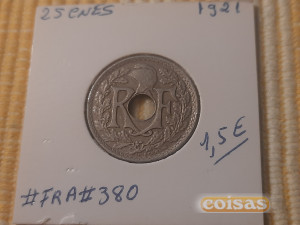 25 CNES 1921
RF
1,5€
#FRA#380
coisas